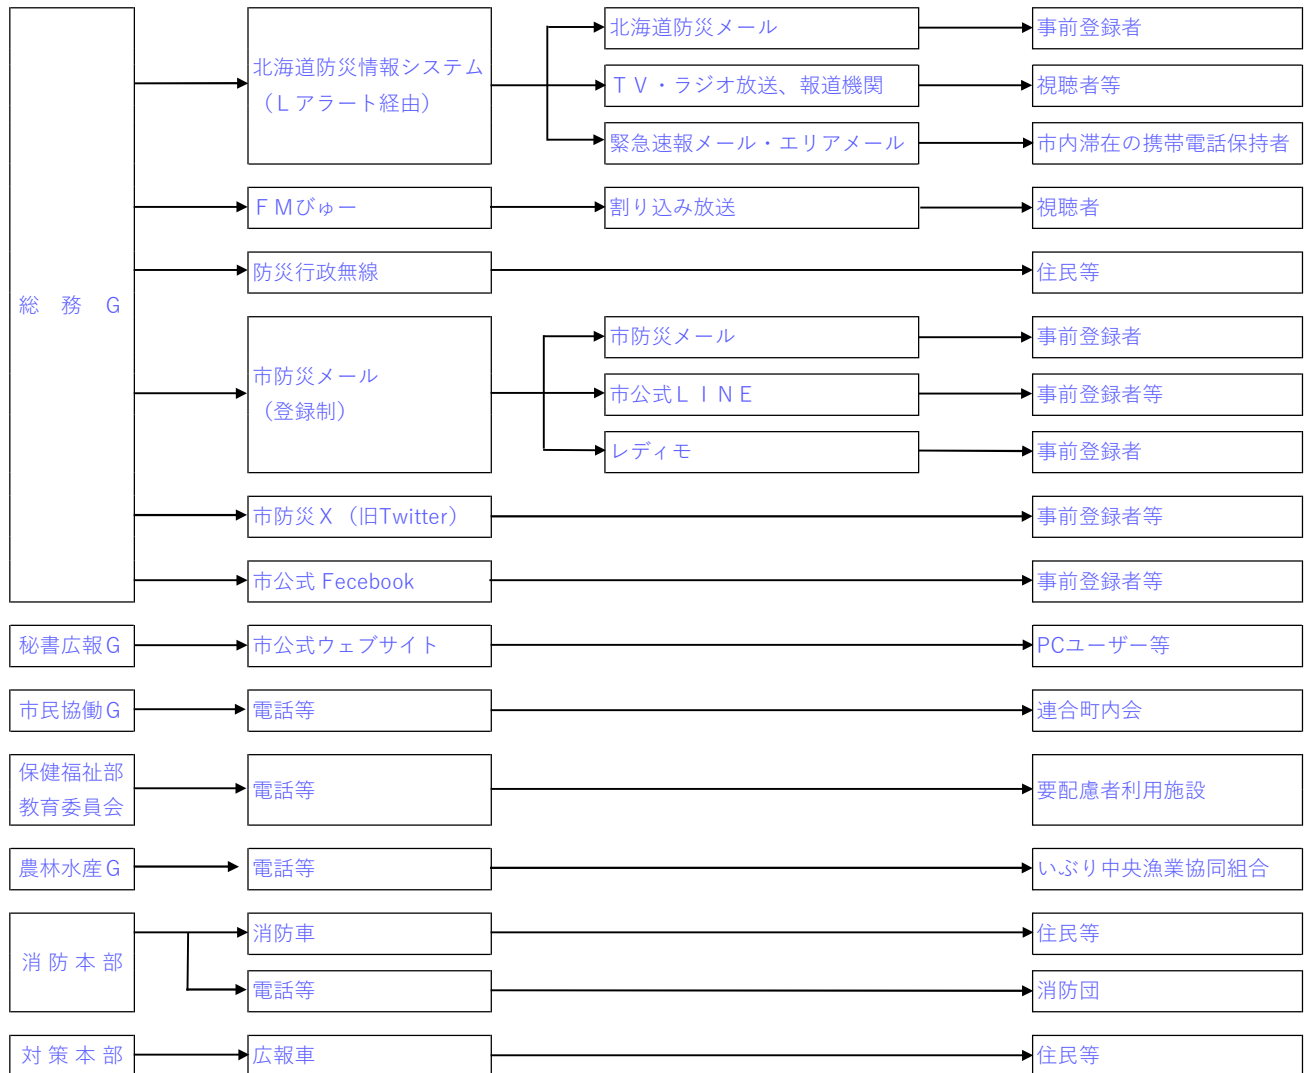 北海道防災メール
事前登録者
北海道防災情報システム
（Ｌアラート経由）
ＴＶ・ラジオ放送、報道機関
視聴者等
緊急速報メール・エリアメール
市内滞在の携帯電話保持者
ＦＭびゅー
割り込み放送
視聴者
防災行政無線
住民等
総　務　G
市防災メール
（登録制）
市防災メール
事前登録者
市公式ＬＩＮＥ
事前登録者等
レディモ
事前登録者
市防災Ｘ（旧Twitter）
事前登録者等
市公式 Fecebook
事前登録者等
秘書広報G
市公式ウェブサイト
PCユーザー等
市民協働G
電話等
連合町内会
保健福祉部
教育委員会
電話等
要配慮者利用施設
農林水産G
電話等
いぶり中央漁業協同組合
消 防 本 部
消防車
住民等
電話等
消防団
対 策 本 部
広報車
住民等